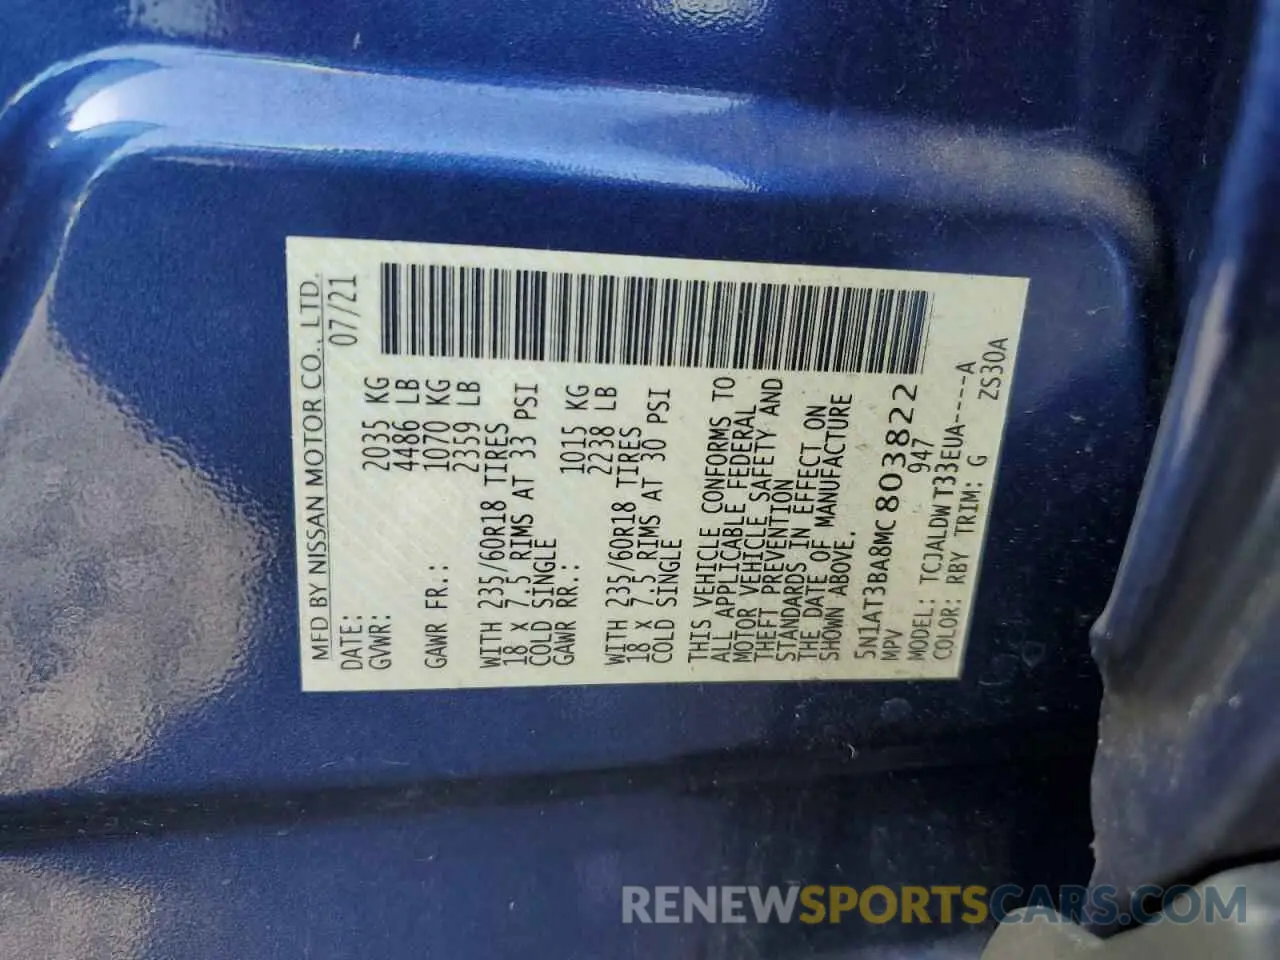 MFD BY NISSAN MOTOR CO., LTD.
DATE: 07/21
GVWR: 2035 KG
4486 LB
GAWR FR.: 1070 KG
2359 LB
WITH 235/60R18 TIRES
18 X 7.5 RIMS AT 33 PSI
COLD SINGLE
GAWR RR.: 1015 KG
2238 LB
WITH 235/60R18 TIRES
18 X 7.5 RIMS AT 30 PSI
COLD SINGLE
THIS VEHICLE CONFORMS TO
ALL APPLICABLE FEDERAL
MOTOR VEHICLE SAFETY AND
THEFT PREVENTION
STANDARDS IN EFFECT ON
THE DATE OF MANUFACTURE
SHOWN ABOVE.
5N1AT3BA8MC803822
MPV 947
MODEL: TCJALDWT33EUA----A
COLOR: RBY TRIM: G ZS30A
RENEWSPORTSCARS.COM